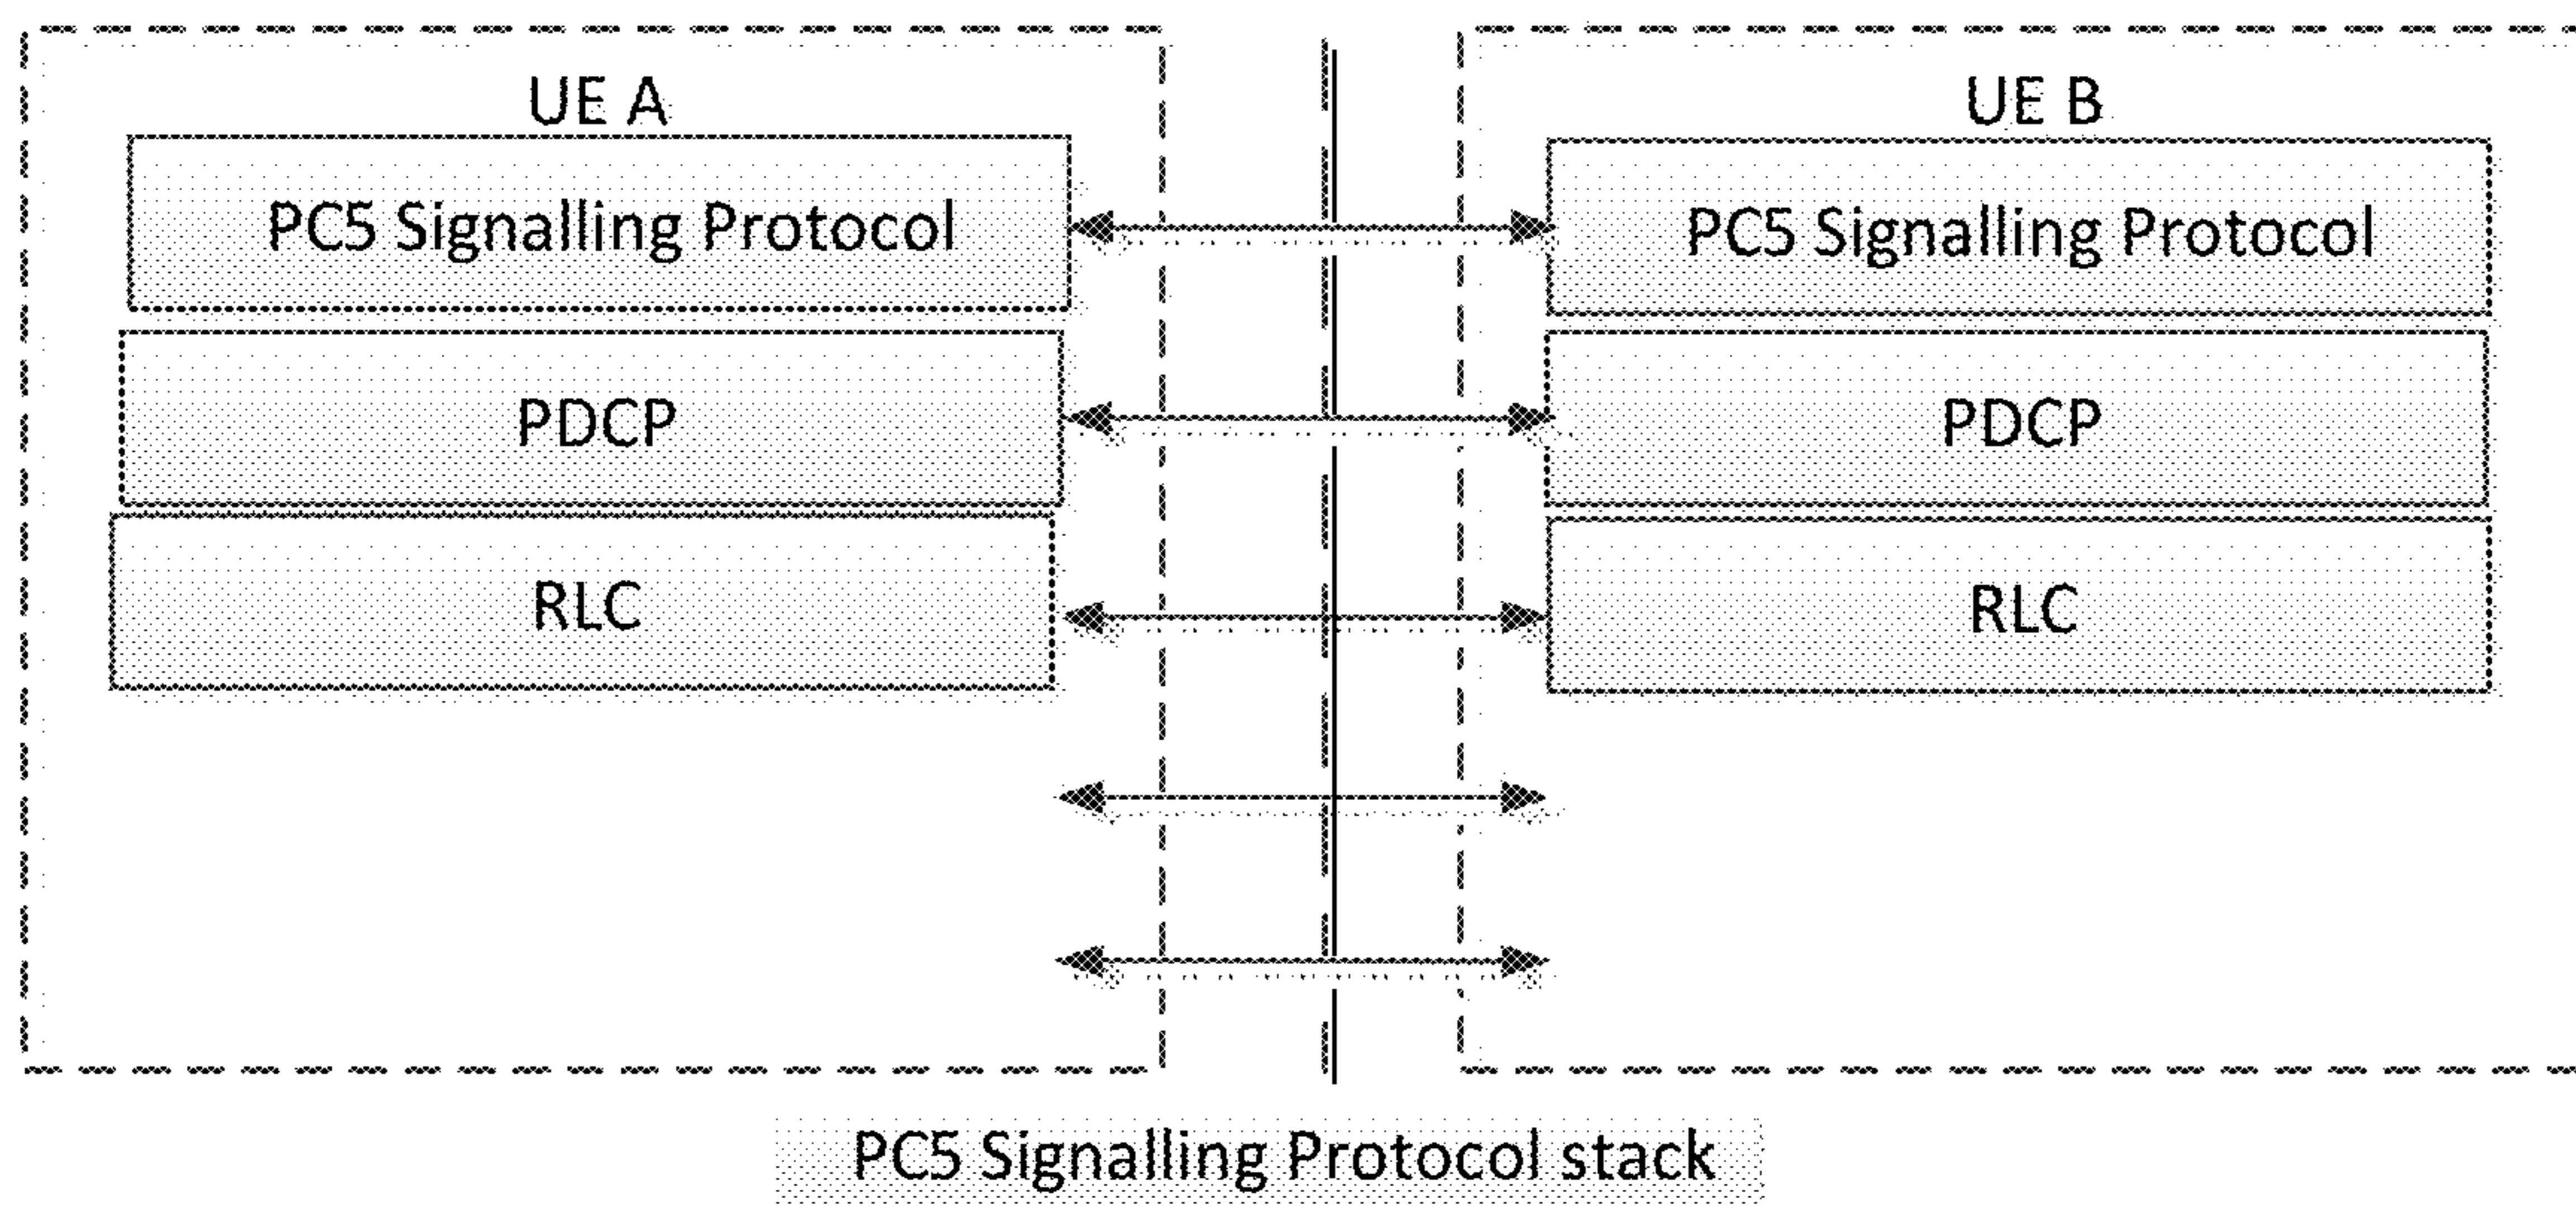 UE A
UE B
PC5 Signalling Protocol
PC5 Signalling Protocol
PDCP
PDCP
RLC
RLC
PC5 Signalling Protocol stack